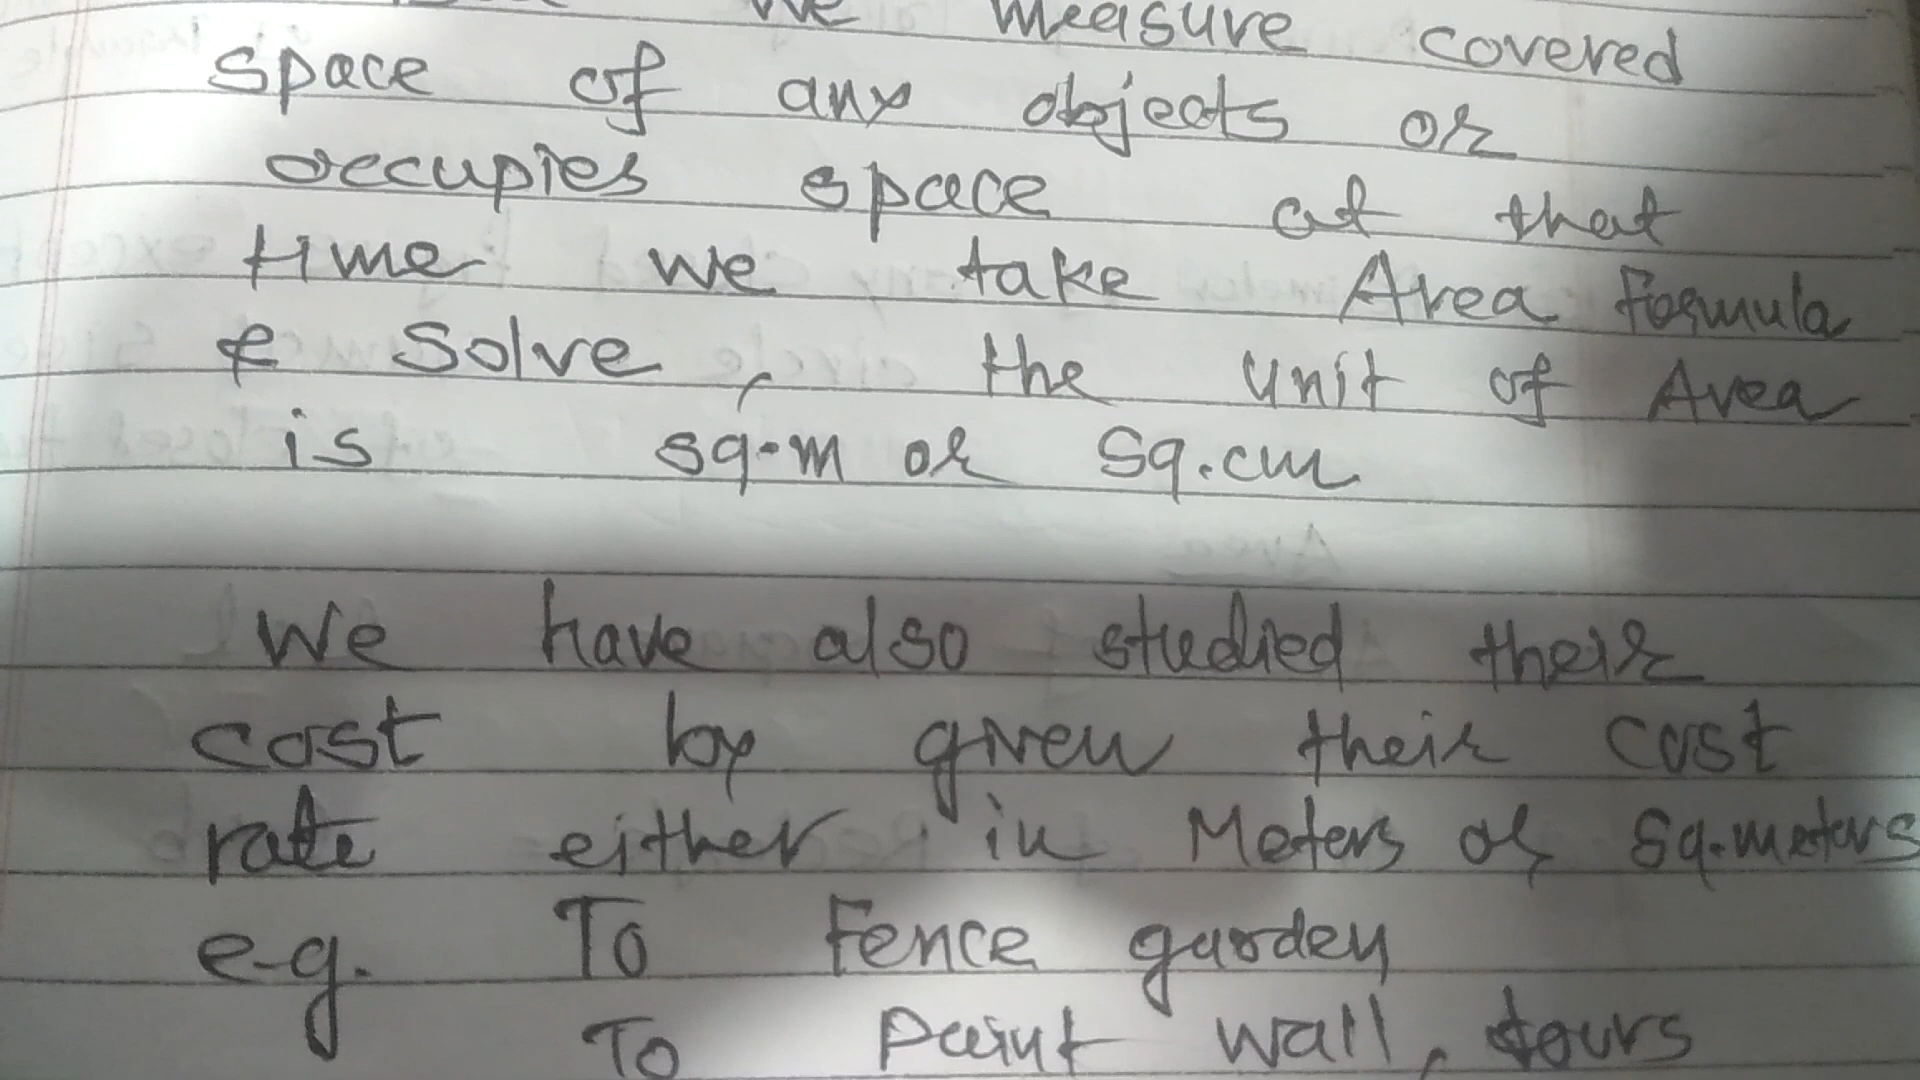 we measure covered
space of any objects or
occupies space at that
time we take Area formula
& solve, the unit of Area
is sq.m or sq.cm
We have also studied their
cost by given their cost
rate either in Meters or Sq.meters
e.g. To Fence garden
To paint wall,